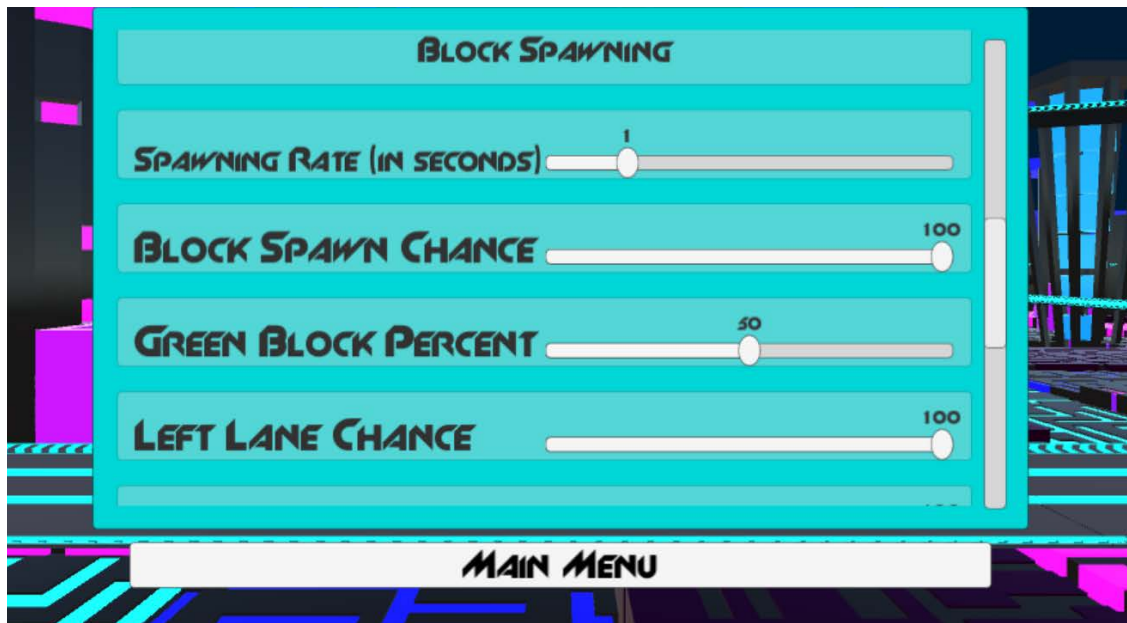 Block Spawning
1
Spawning Rate (in seconds)
100
Block Spawn Chance
50
Green Block Percent
100
Left Lane Chance
Main Menu